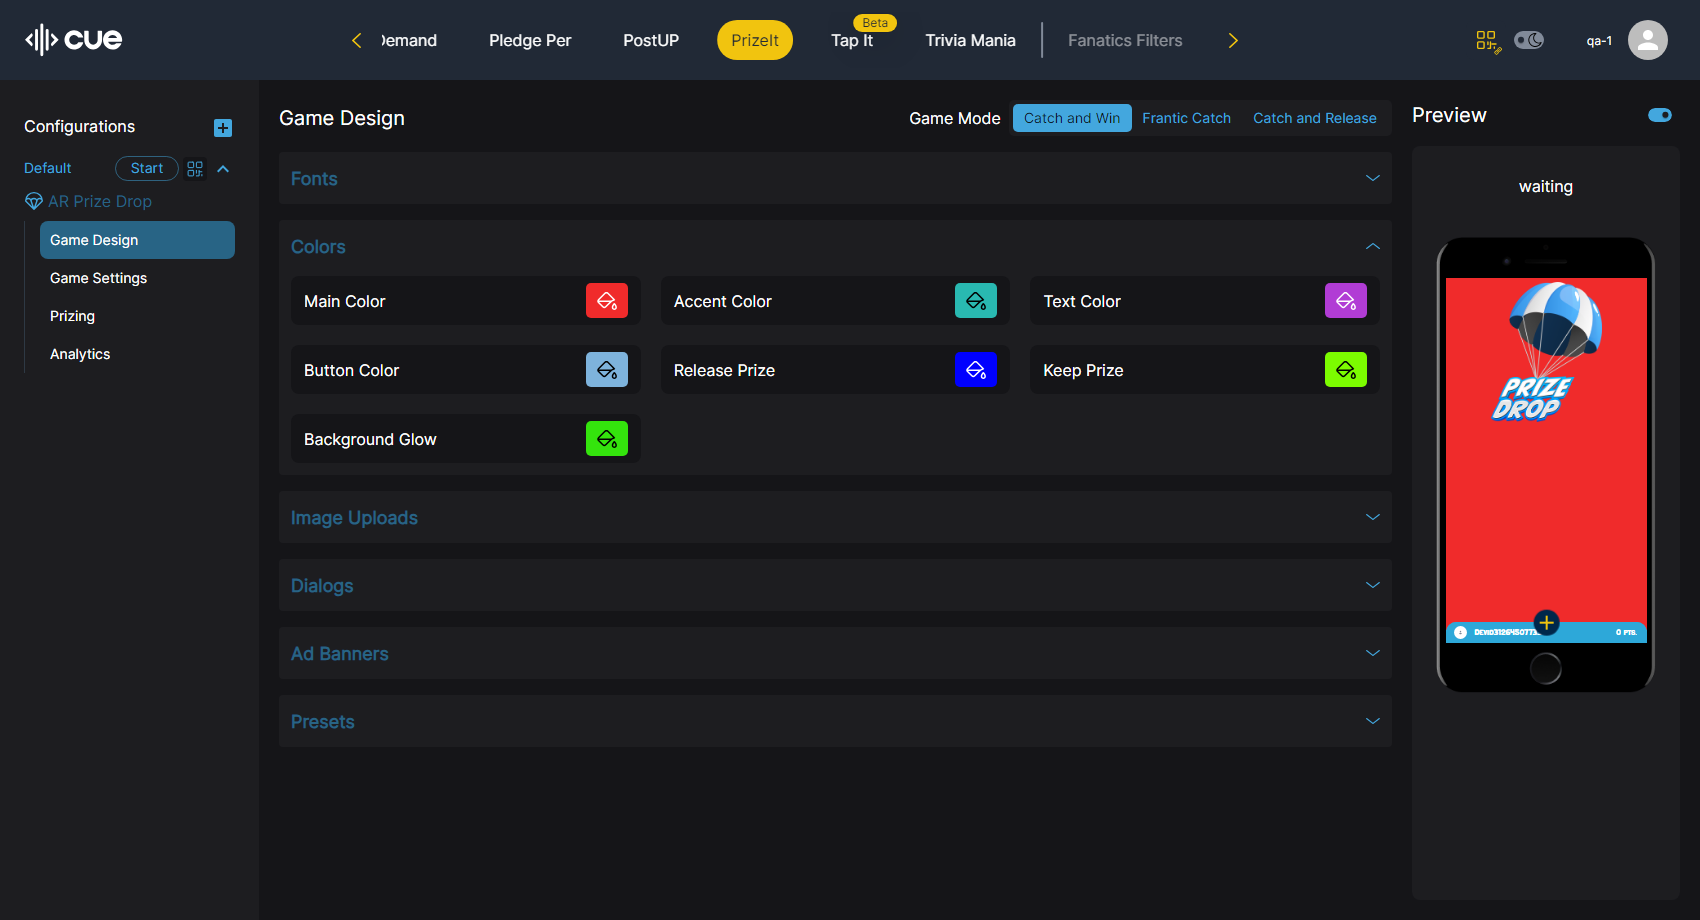 cue
Demand
Pledge Per
PostUP
PrizeIt
Beta
Tap It
Trivia Mania
Fanatics Filters
qa-1
Configurations
Default
Start
AR Prize Drop
Game Design
Game Settings
Prizing
Analytics
Game Design
Game Mode
Catch and Win
Frantic Catch
Catch and Release
Fonts
Colors
Main Color
Accent Color
Text Color
Button Color
Release Prize
Keep Prize
Background Glow
Image Uploads
Dialogs
Ad Banners
Presets
Preview
waiting
PRIZE
DROP
0 PTS.